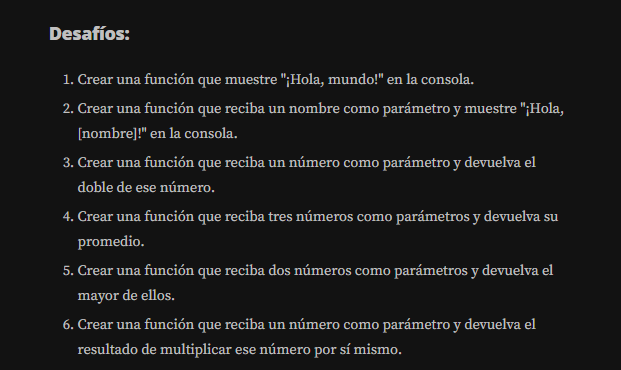 Desafíos:
1. Crear una función que muestre "¡Hola, mundo!" en la consola.
2. Crear una función que reciba un nombre como parámetro y muestre "¡Hola,
[nombre]!" en la consola.
3. Crear una función que reciba un número como parámetro y devuelva el
doble de ese número.
4. Crear una función que reciba tres números como parámetros y devuelva su
promedio.
5. Crear una función que reciba dos números como parámetros y devuelva el
mayor de ellos.
6. Crear una función que reciba un número como parámetro y devuelva el
resultado de multiplicar ese número por sí mismo.